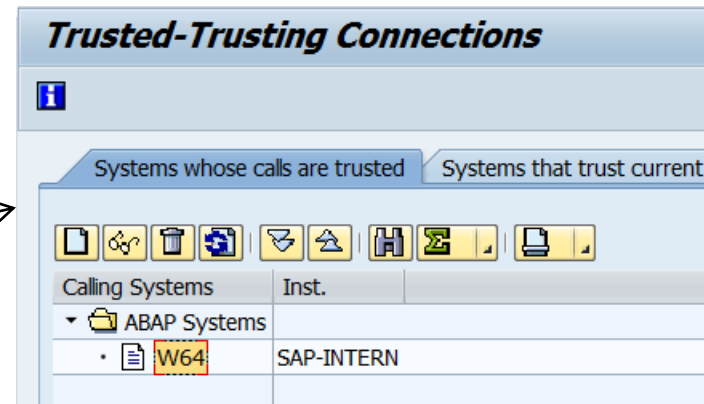 Trusted-Trusting Connections
Systems whose calls are trusted
Systems that trust current
Calling Systems Inst.
ABAP Systems
W64 SAP-INTERN